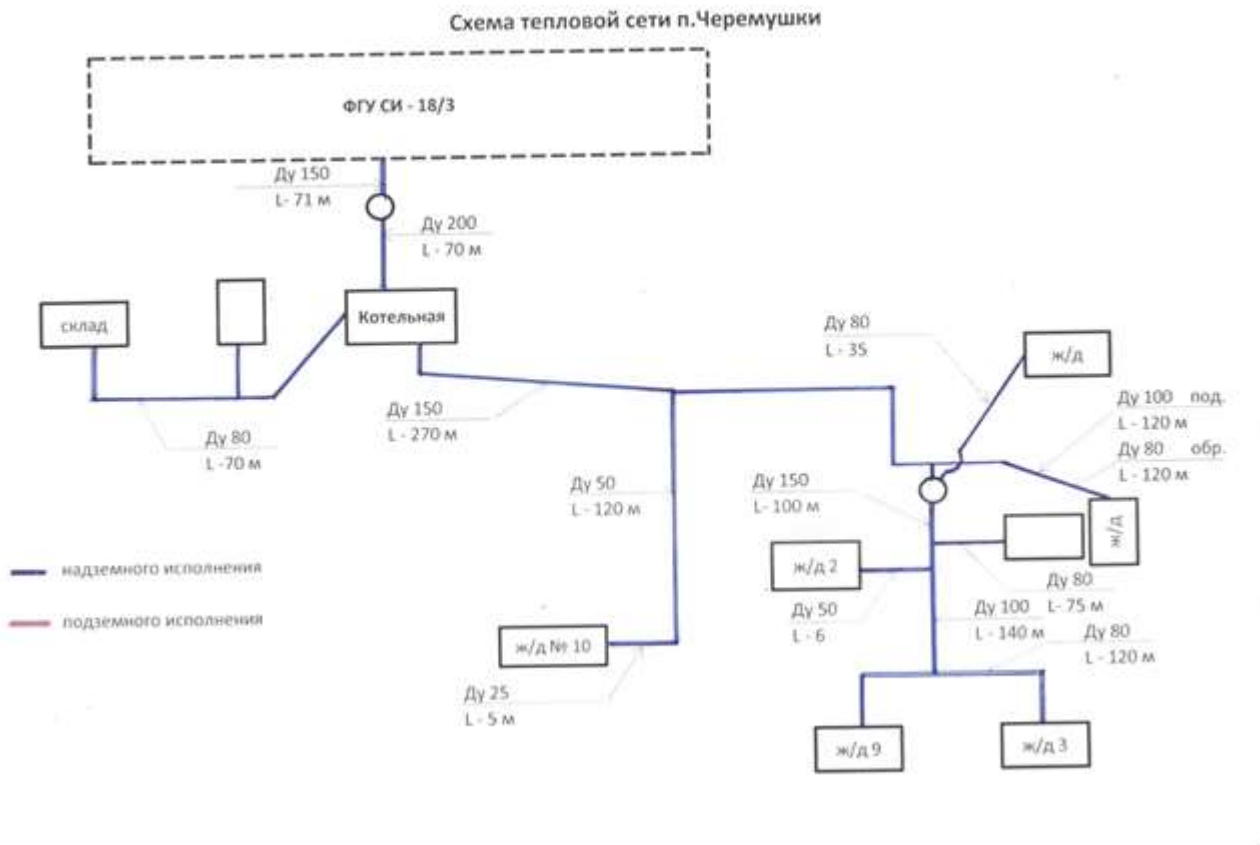 Схема тепловой сети п.Черемушки
ФГУ СИ - 18/3
Ду 150
L- 71 м
Ду 200
L - 70 м
склад
Котельная
Ду 80
L -70 м
Ду 150
L - 270 м
Ду 80
L - 35
ж/д
Ду 100 под.
L - 120 м
Ду 80 обр.
L - 120 м
ж/д
Ду 50
L - 120 м
Ду 150
L- 100 м
ж/д 2
Ду 50
L - 6
Ду 80
L- 75 м
Ду 100
L - 140 м
Ду 80
L - 120 м
надземного исполнения
подземного исполнения
ж/д № 10
Ду 25
L - 5 м
ж/д 9
ж/д 3